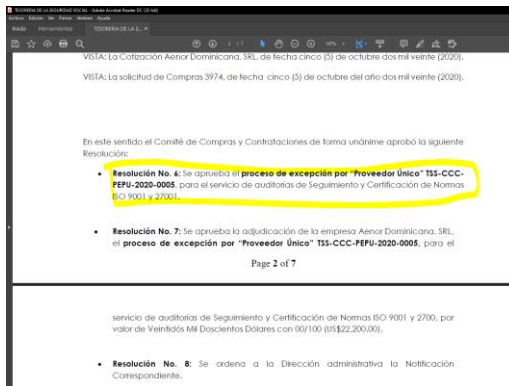 TESORERIA DE LA SEGURIDAD SOCIAL - Adobe Acrobat Reader DC (32-bit)
Archivo Edición Ver Firmar Ventana Ayuda
Inicio Herramientas TESORERIA DE LA S... ×
VISTA: La Cotización Aenor Dominicana, SRL, de fecha cinco (5) de octubre dos mil veinte (2020).
VISTA: La solicitud de Compras 3974, de fecha cinco (5) de octubre del año dos mil veinte (2020).
En este sentido el Comité de Compras y Contrataciones de forma unánime aprobó la siguiente
Resolución:
• Resolución No. 6: Se aprueba el proceso de excepción por “Proveedor Único” TSS-CCC-
PEPU-2020-0005, para el servicio de auditorías de Seguimiento y Certificación de Normas
ISO 9001 y 27001.
• Resolución No. 7: Se aprueba la adjudicación de la empresa Aenor Dominicana, SRL,
el proceso de excepción por “Proveedor Único” TSS-CCC-PEPU-2020-0005, para el
Page 2 of 7
servicio de auditorías de Seguimiento y Certificación de Normas ISO 9001 y 2700, por
valor de Veintidós Mil Doscientos Dólares con 00/100 (US$22,200.00).
• Resolución No. 8: Se ordena a la Dirección administrativa la Notificación
Correspondiente.